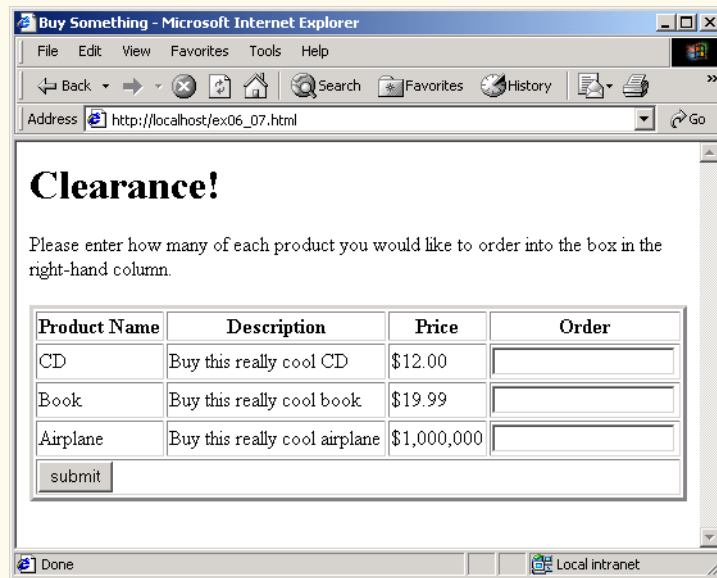 Buy Something - Microsoft Internet Explorer
File Edit View Favorites Tools Help
Back Search Favorites History »
Address http://localhost/ex06_07.html Go
Clearance!
Please enter how many of each product you would like to order into the box in the
right-hand column.
Product Name Description Price Order
CD Buy this really cool CD $12.00
Book Buy this really cool book $19.99
Airplane Buy this really cool airplane $1,000,000
submit
Done Local intranet